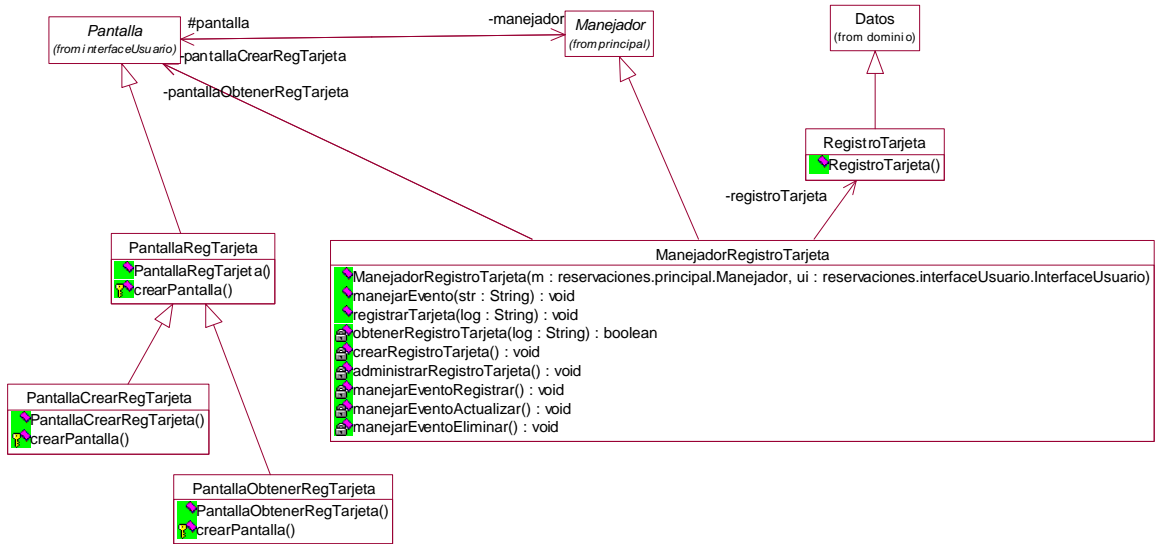 #pantalla
-manejador
Pantalla
(from interfaceUsuario)
Manejador
(from principal)
Datos
(from dominio)
-pantallaCrearRegTarjeta
-pantallaObtenerRegTarjeta
RegistroTarjeta
RegistroTarjeta()
-registroTarjeta
PantallaRegTarjeta
PantallaRegTarjeta()
crearPantalla()
ManejadorRegistroTarjeta
ManejadorRegistroTarjeta(m : reservaciones.principal.Manejador, ui : reservaciones.interfaceUsuario.InterfaceUsuario)
manejarEvento(str : String) : void
registrarTarjeta(log : String) : void
obtenerRegistroTarjeta(log : String) : boolean
crearRegistroTarjeta() : void
administrarRegistroTarjeta() : void
manejarEventoRegistrar() : void
manejarEventoActualizar() : void
manejarEventoEliminar() : void
PantallaCrearRegTarjeta
PantallaCrearRegTarjeta()
crearPantalla()
PantallaObtenerRegTarjeta
PantallaObtenerRegTarjeta()
crearPantalla()